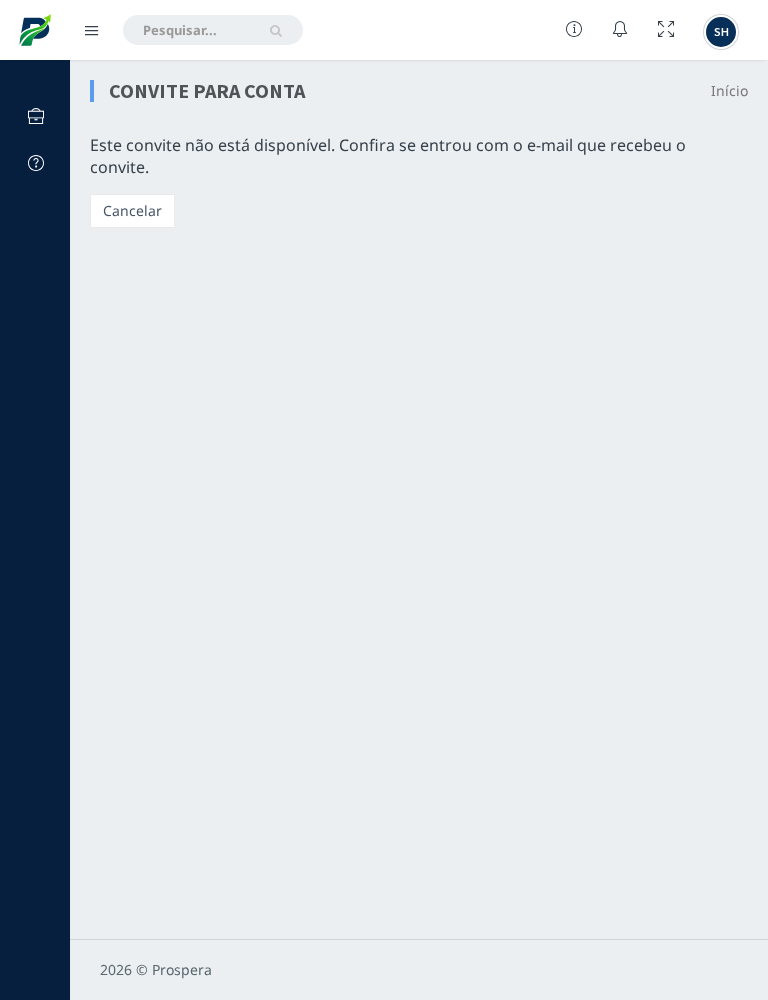 Pesquisar...
SH
CONVITE PARA CONTA
Início
Este convite não está disponível. Confira se entrou com o e-mail que recebeu o
convite.
Cancelar
2026 © Prospera